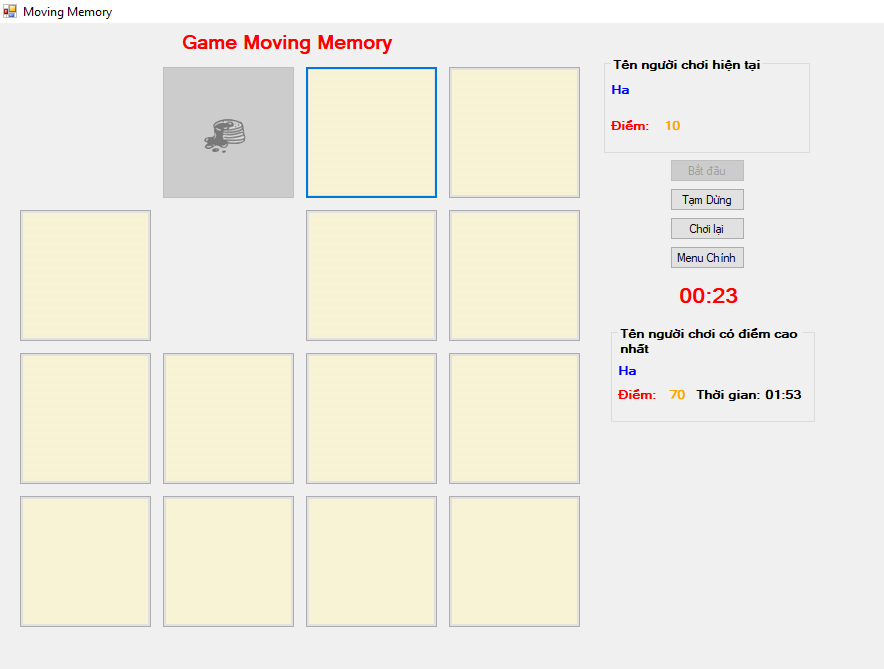 Moving Memory
Game Moving Memory
Tên người chơi hiện tại
Ha
Điểm: 10
Bắt đầu
Tạm Dừng
Chơi lại
Menu Chính
00:23
Tên người chơi có điểm cao
nhất
Ha
Điểm: 70 Thời gian: 01:53